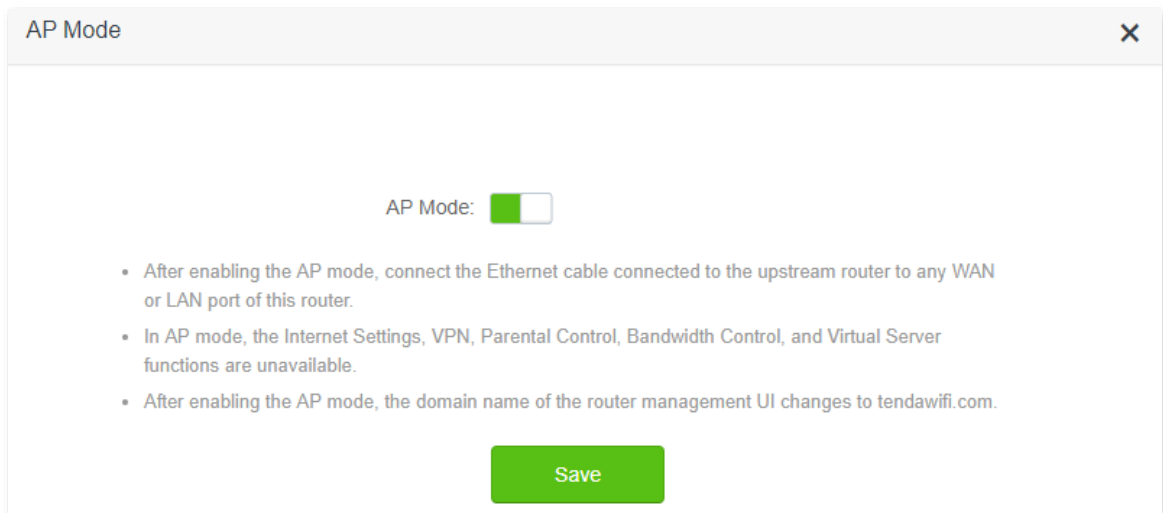 AP Mode
AP Mode:
After enabling the AP mode, connect the Ethernet cable connected to the upstream router to any WAN
or LAN port of this router.
In AP mode, the Internet Settings, VPN, Parental Control, Bandwidth Control, and Virtual Server
functions are unavailable.
After enabling the AP mode, the domain name of the router management UI changes to tendawifi.com.
Save